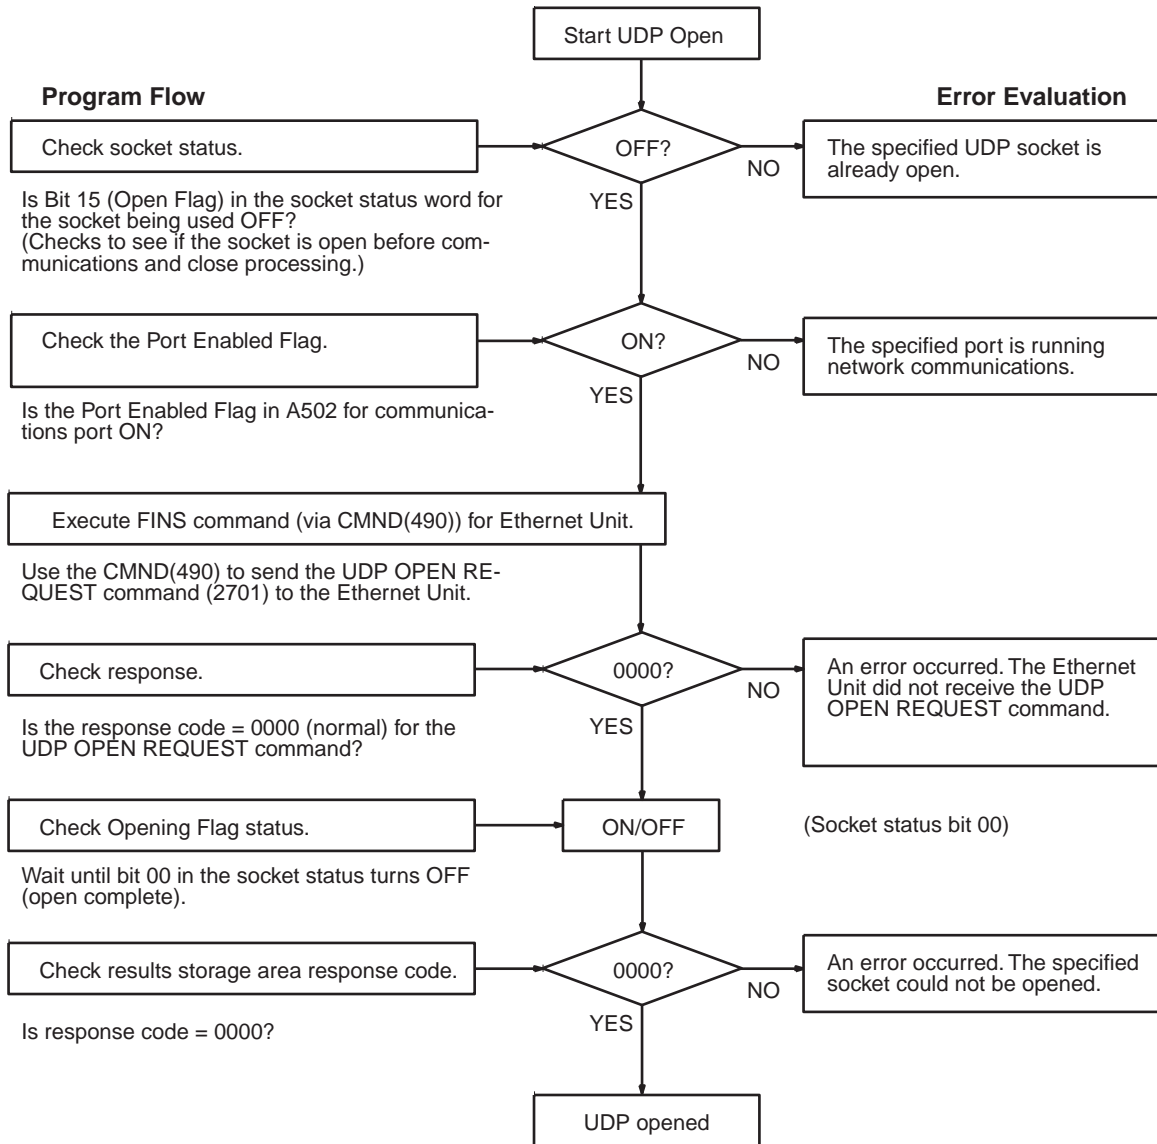 Start UDP Open
Program Flow
Error Evaluation
Check socket status.
OFF?
NO
The specified UDP socket is
already open.
YES
Is Bit 15 (Open Flag) in the socket status word for
the socket being used OFF?
(Checks to see if the socket is open before com-
munications and close processing.)
Check the Port Enabled Flag.
ON?
NO
The specified port is running
network communications.
YES
Is the Port Enabled Flag in A502 for communica-
tions port ON?
Execute FINS command (via CMND(490)) for Ethernet Unit.
Use the CMND(490) to send the UDP OPEN RE-
QUEST command (2701) to the Ethernet Unit.
Check response.
0000?
NO
An error occurred. The Ethernet
Unit did not receive the UDP
OPEN REQUEST command.
YES
Is the response code = 0000 (normal) for the
UDP OPEN REQUEST command?
Check Opening Flag status.
ON/OFF
(Socket status bit 00)
Wait until bit 00 in the socket status turns OFF
(open complete).
Check results storage area response code.
0000?
NO
An error occurred. The specified
socket could not be opened.
YES
Is response code = 0000?
UDP opened